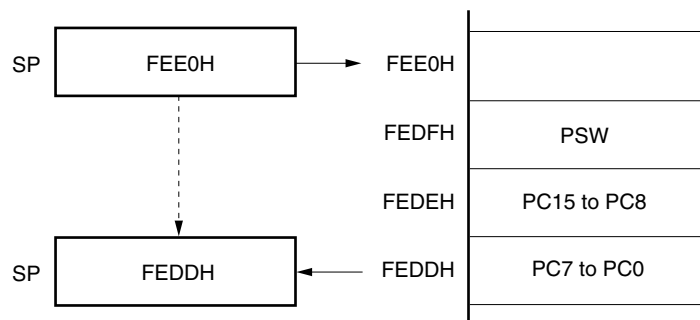 SP FEE0H FEE0H
FEDFH PSW
FEDEH PC15 to PC8
SP FEDDH FEDDH PC7 to PC0